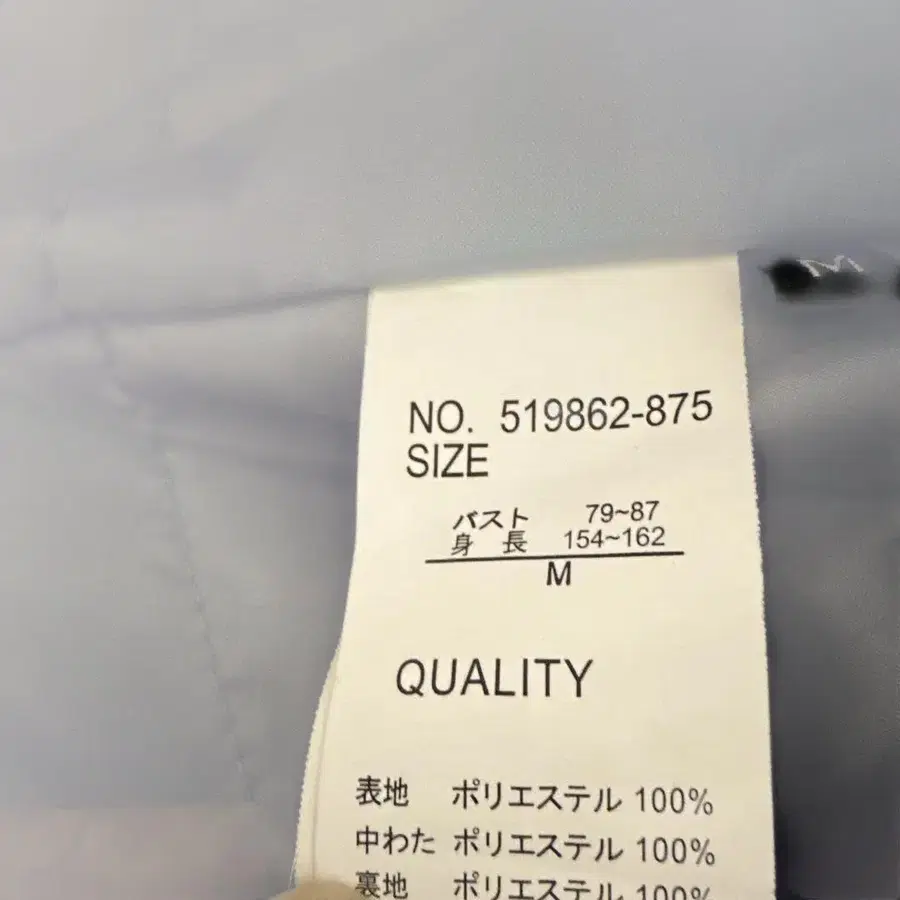 NO. 519862-875
SIZE
バスト 79~87
身 長 154~162
M
QUALITY
表地 ポリエステル 100%
中わた ポリエステル 100%
裏地 ポリエステル 100%